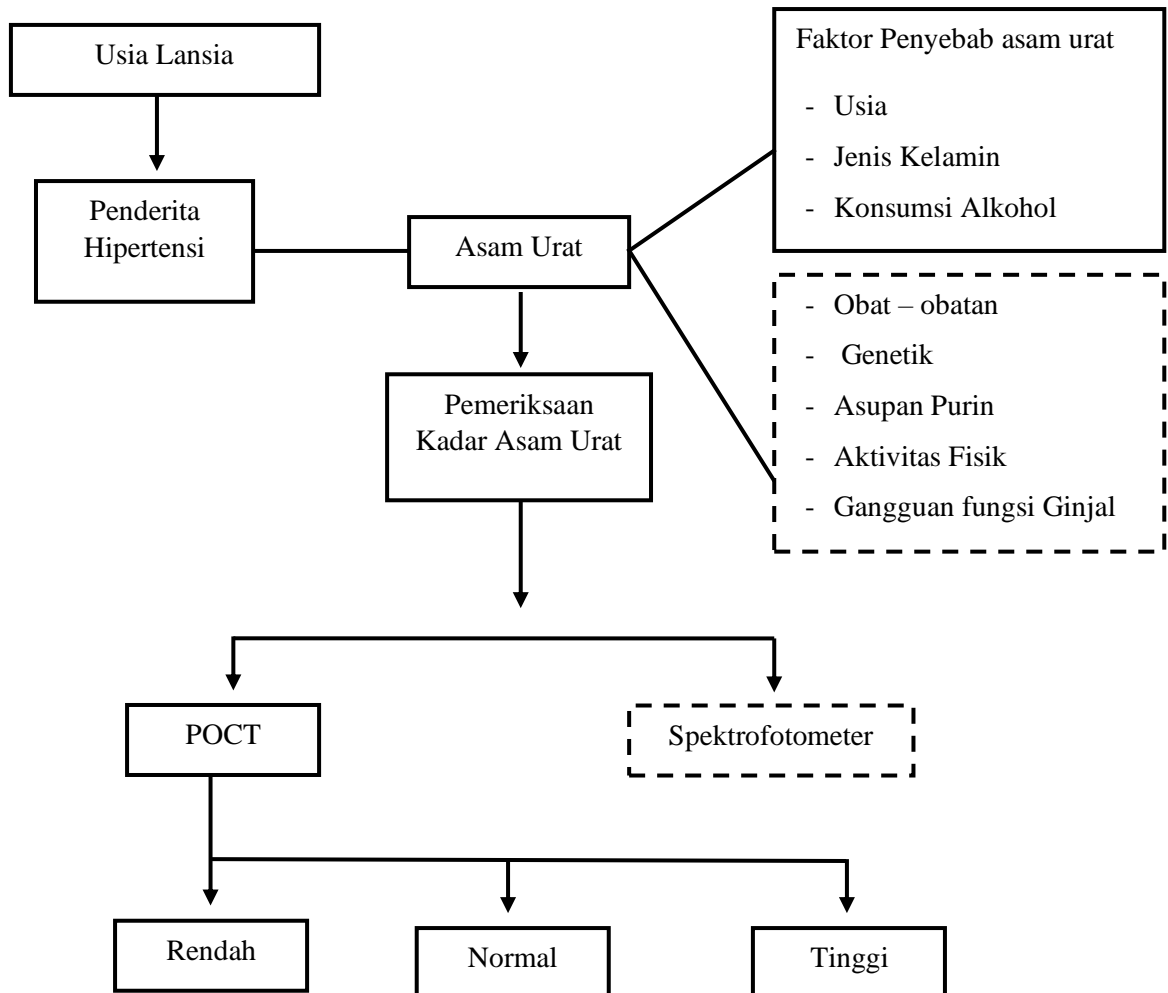 Usia Lansia
Penderita
Hipertensi
Asam Urat
Faktor Penyebab asam urat
- Usia
- Jenis Kelamin
- Konsumsi Alkohol
- Obat – obatan
- Genetik
- Asupan Purin
- Aktivitas Fisik
- Gangguan fungsi Ginjal
Pemeriksaan
Kadar Asam Urat
POCT
Spektrofotometer
Rendah
Normal
Tinggi